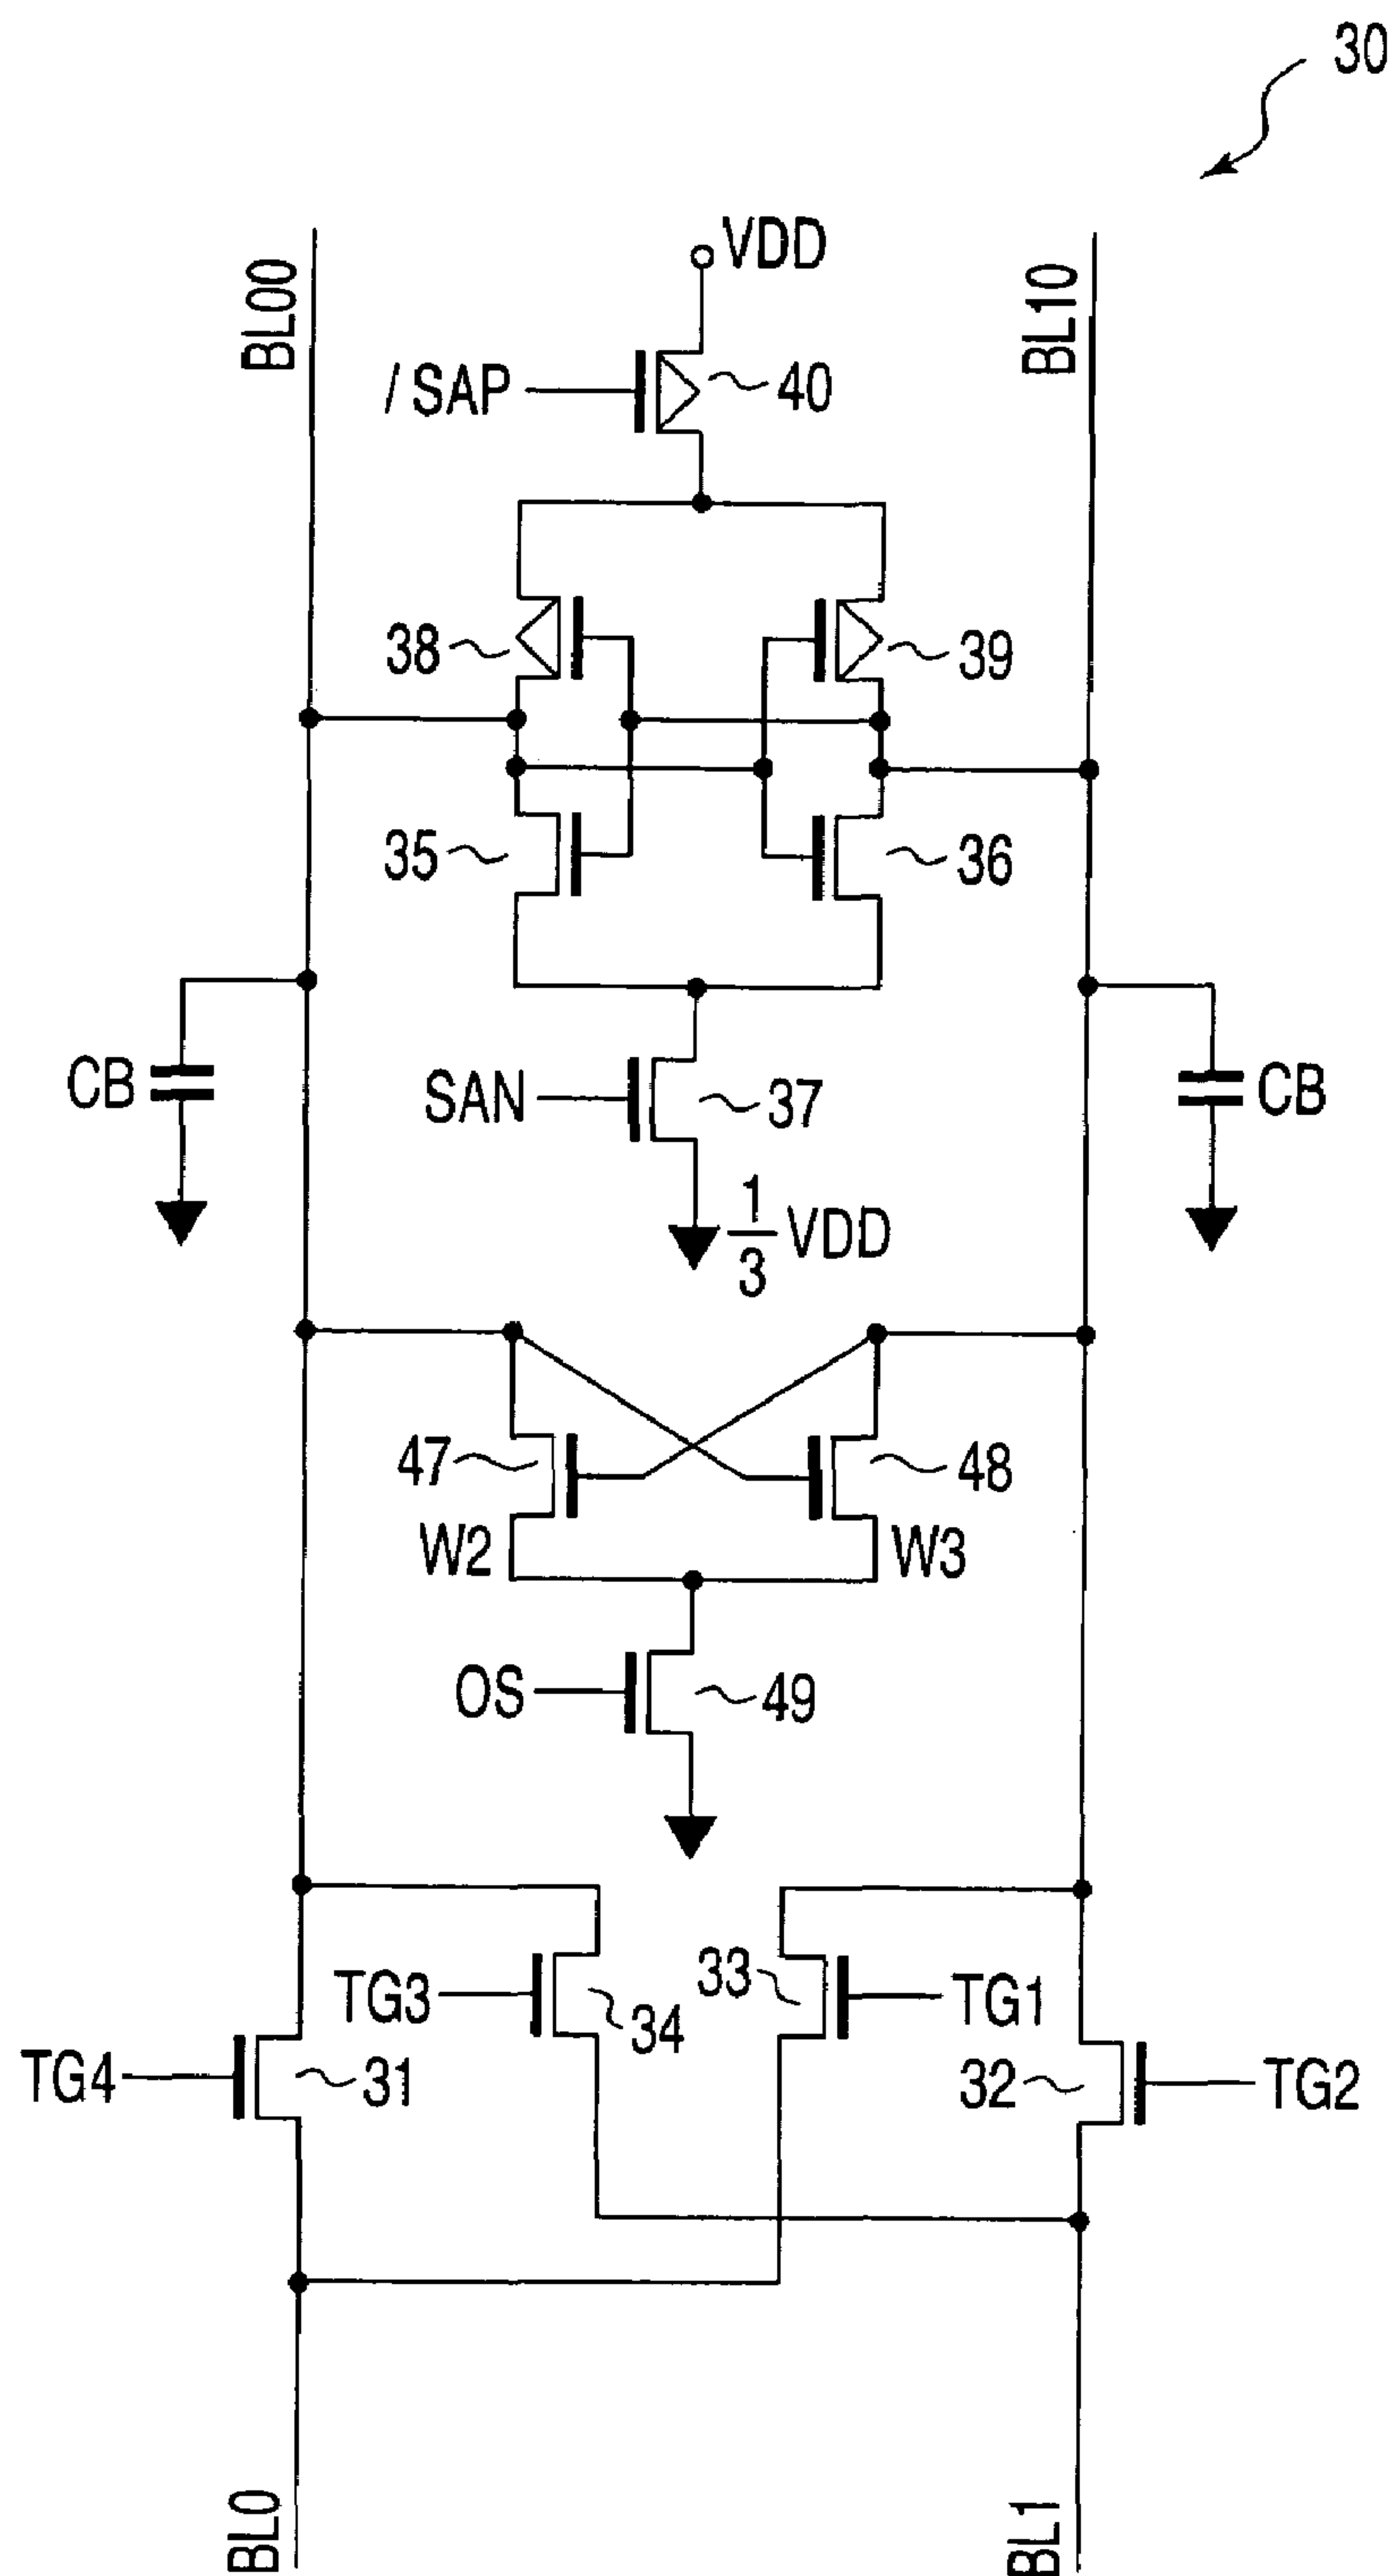 30
VDD
BL00
BL10
/ SAP
40
38
39
35
36
CB
SAN
37
CB
1/3 VDD
47
48
W2
W3
OS
49
TG3
34
33
TG1
TG4
31
32
TG2
BL0
BL1